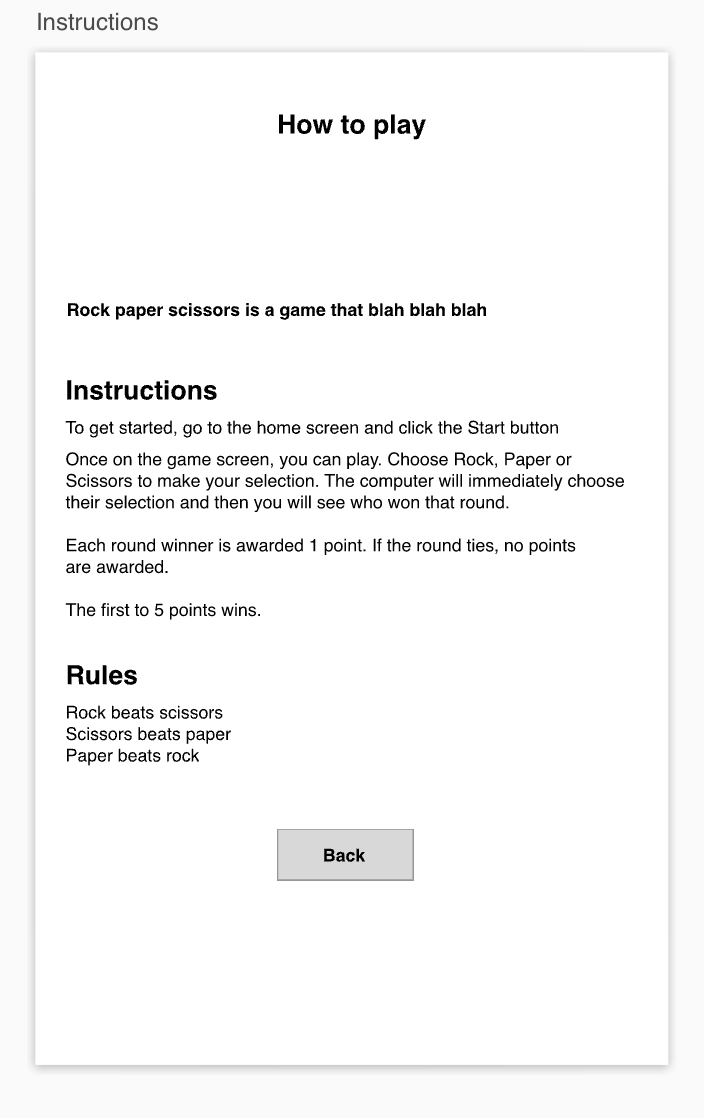 Instructions
How to play
Rock paper scissors is a game that blah blah blah
Instructions
To get started, go to the home screen and click the Start button
Once on the game screen, you can play. Choose Rock, Paper or
Scissors to make your selection. The computer will immediately choose
their selection and then you will see who won that round.
Each round winner is awarded 1 point. If the round ties, no points
are awarded.
The first to 5 points wins.
Rules
Rock beats scissors
Scissors beats paper
Paper beats rock
Back